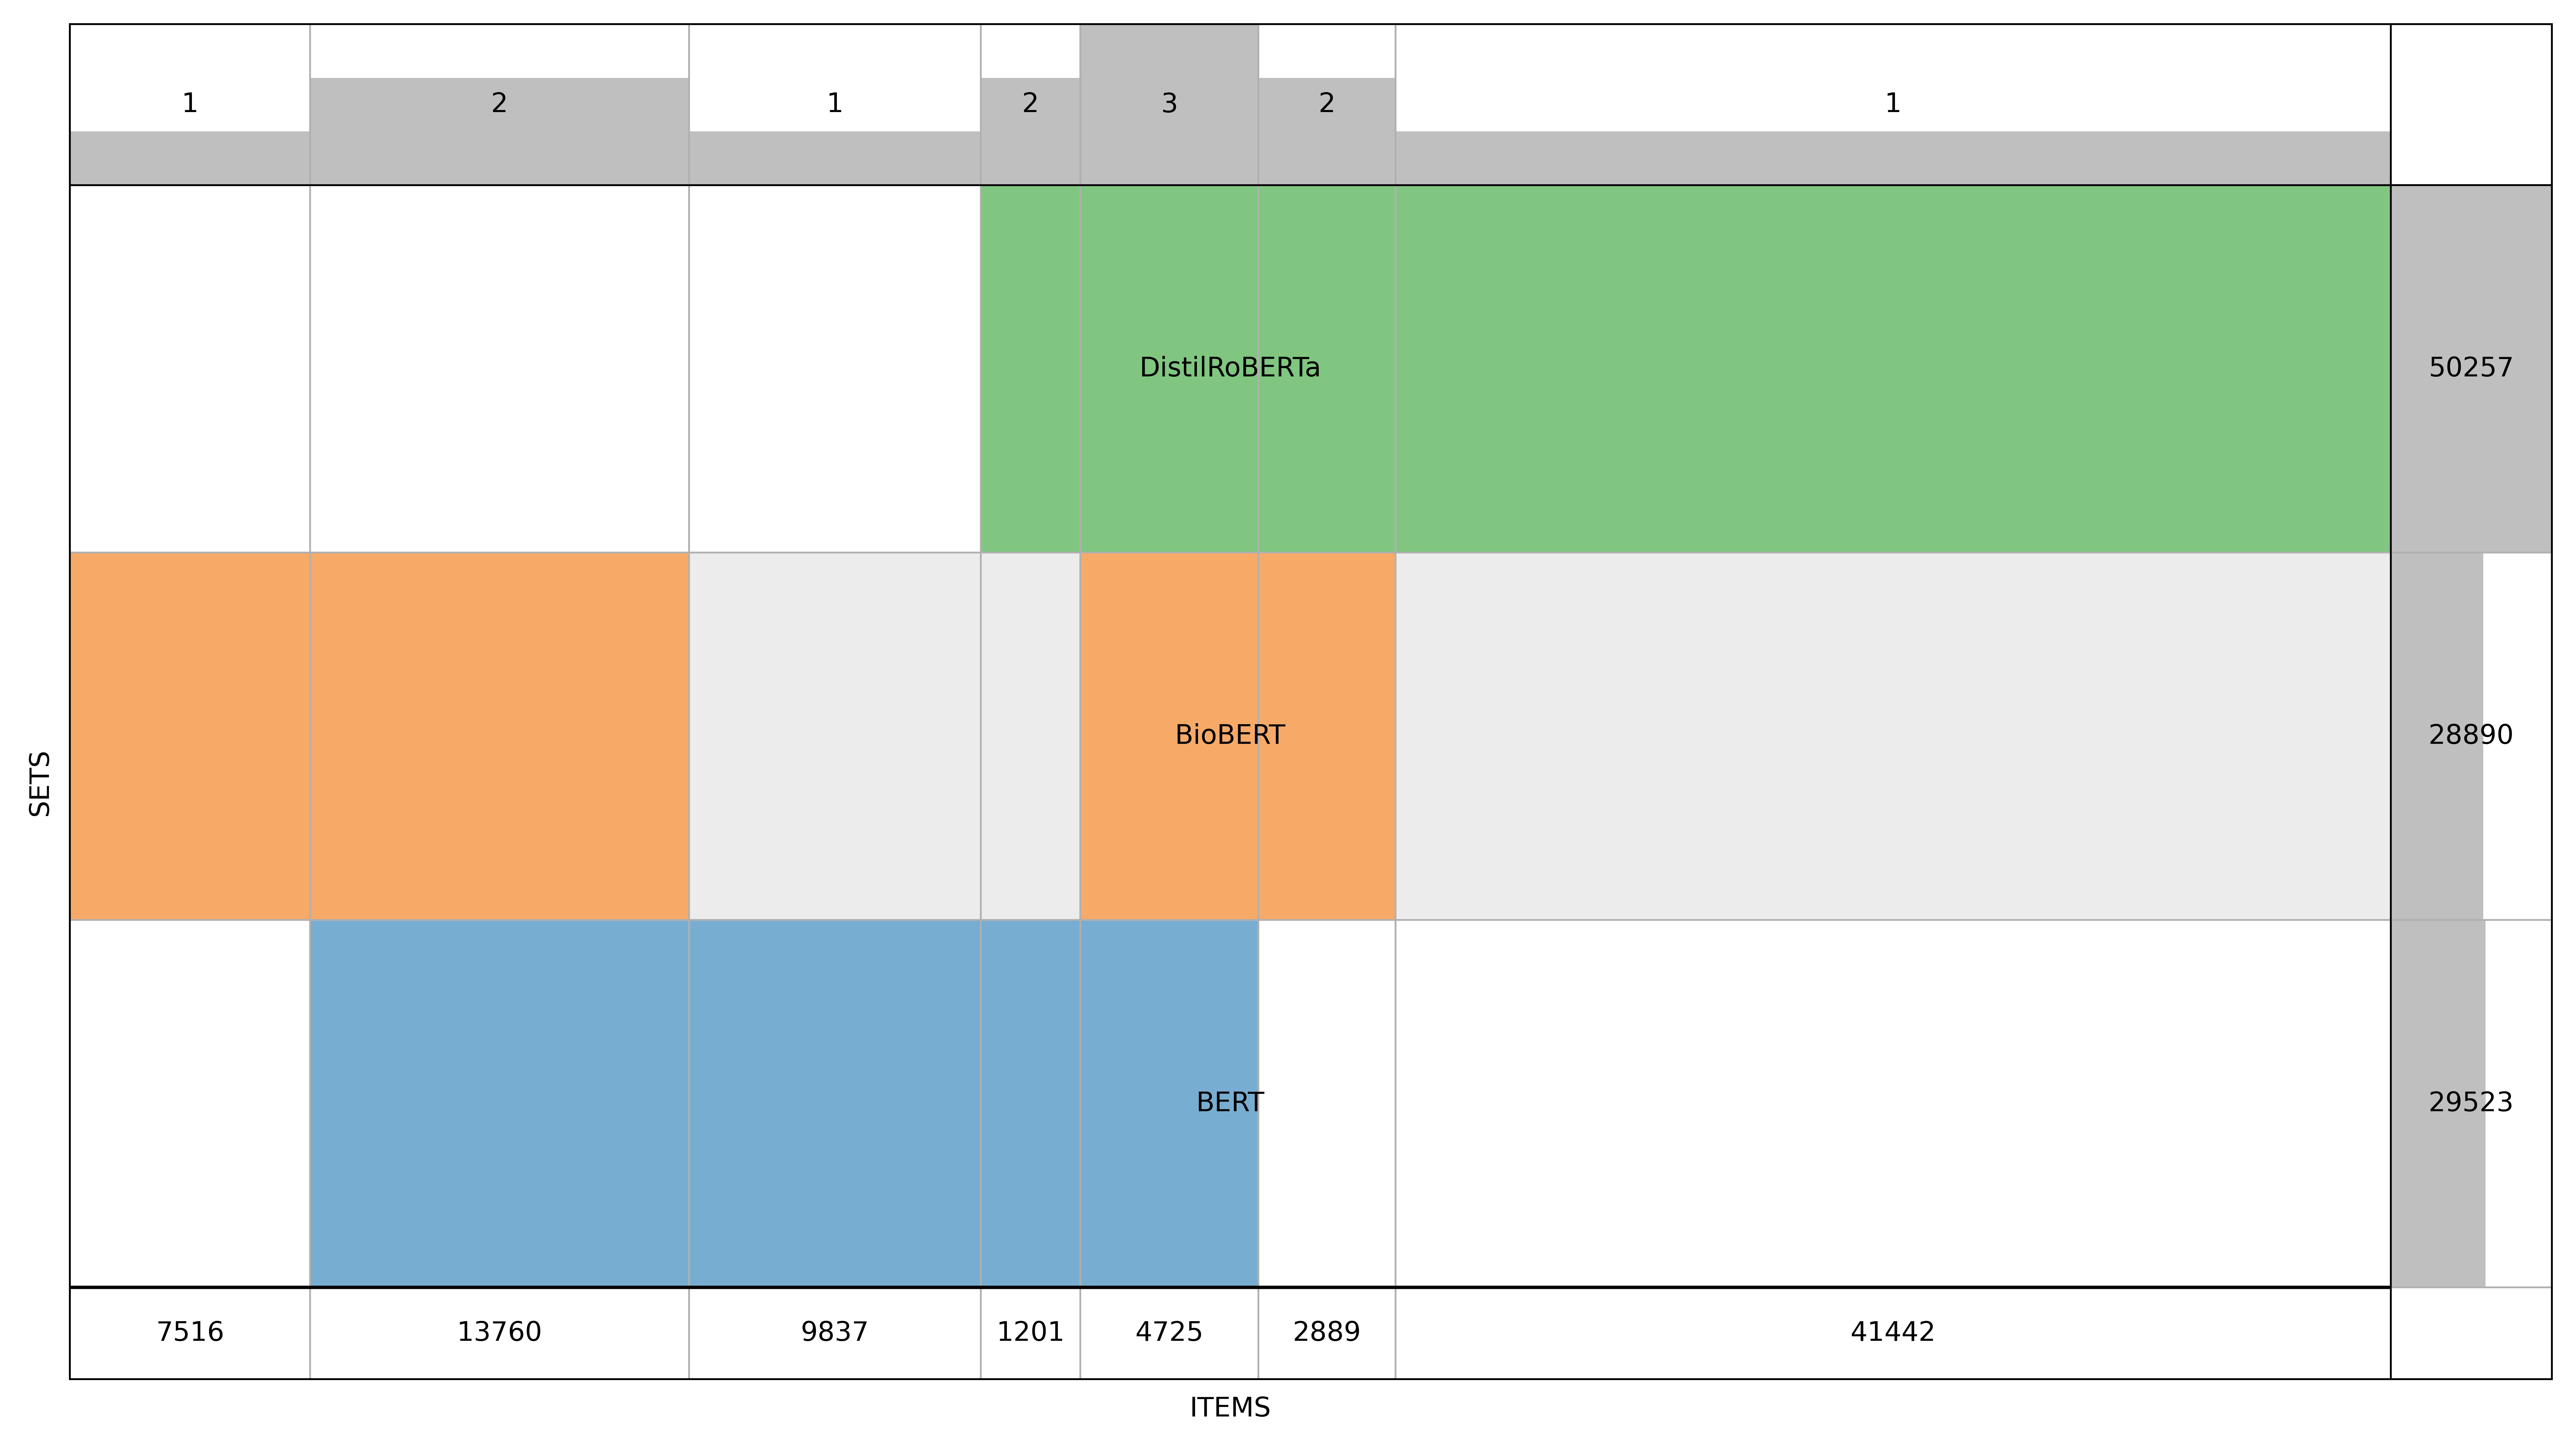 1 2 1 2 3 2 1
DistilRoBERTa 50257
BioBERT 28890
SETS
BERT 29523
7516 13760 9837 1201 4725 2889 41442
ITEMS